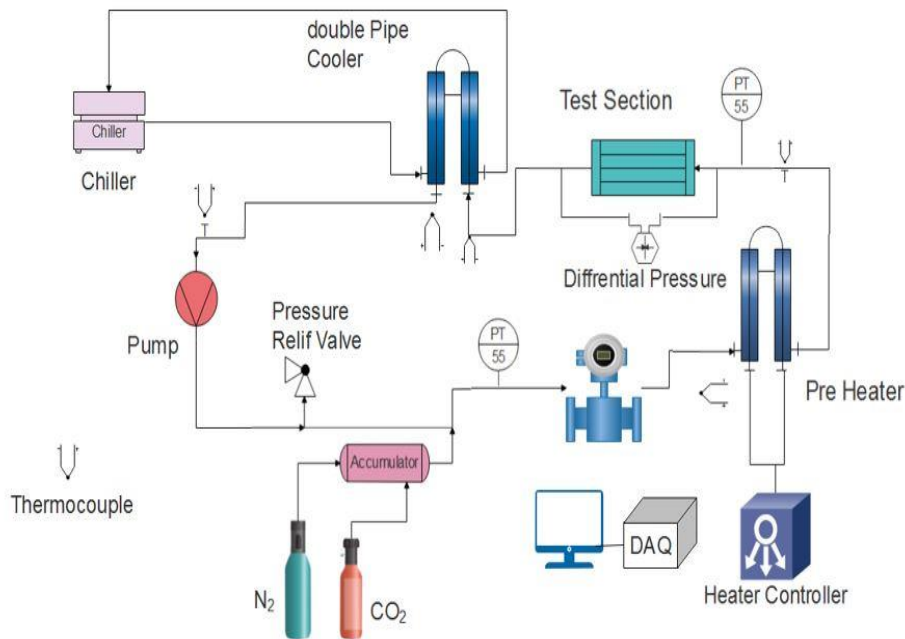 double Pipe
Cooler
PT
55
Test Section
Chiller
Chiller
Diffrential Pressure
Pressure
Relif Valve
Pump
PT
55
Pre Heater
Accumulator
Thermocouple
DAQ
N₂
CO₂
Heater Controller